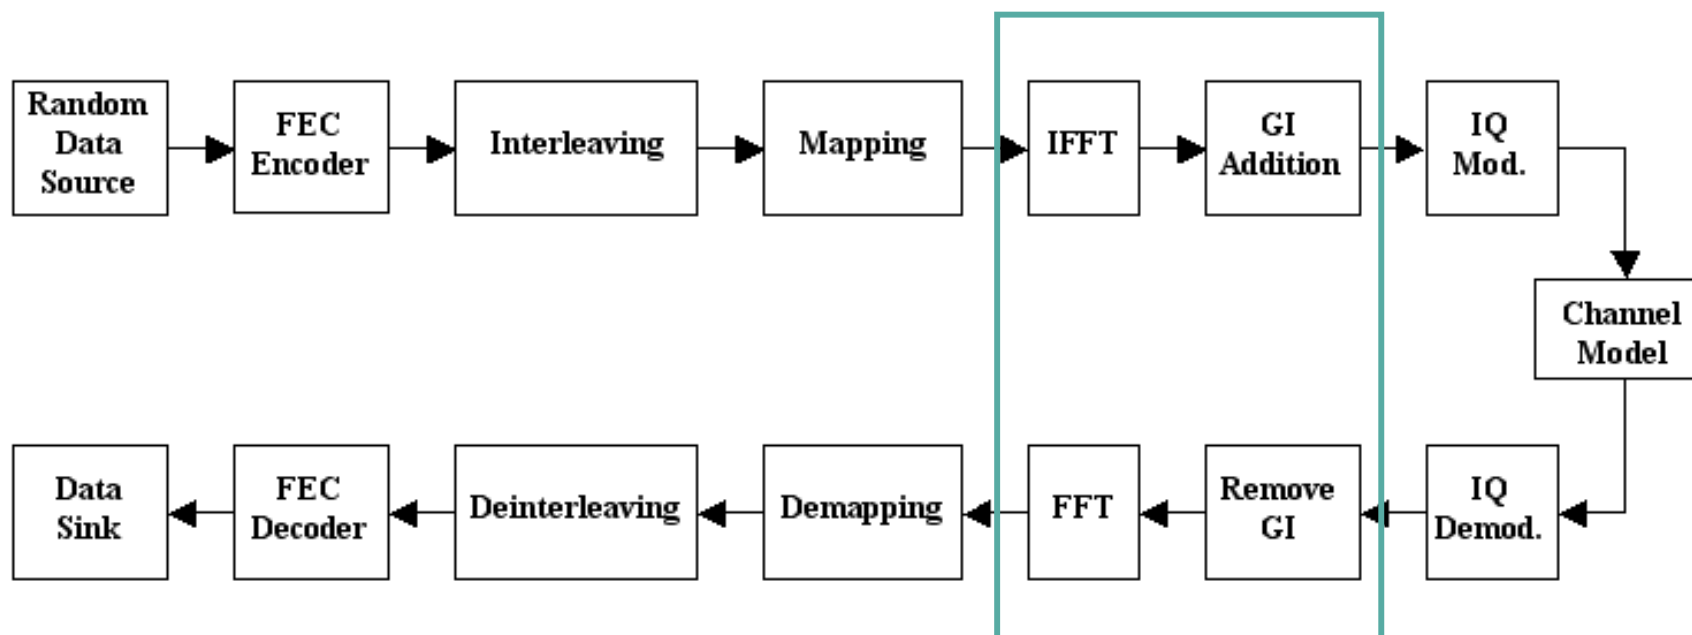 Random
Data
Source
FEC
Encoder
Interleaving
Mapping
IFFT
GI
Addition
IQ
Mod.
Channel
Model
Data
Sink
FEC
Decoder
Deinterleaving
Demapping
FFT
Remove
GI
IQ
Demod.